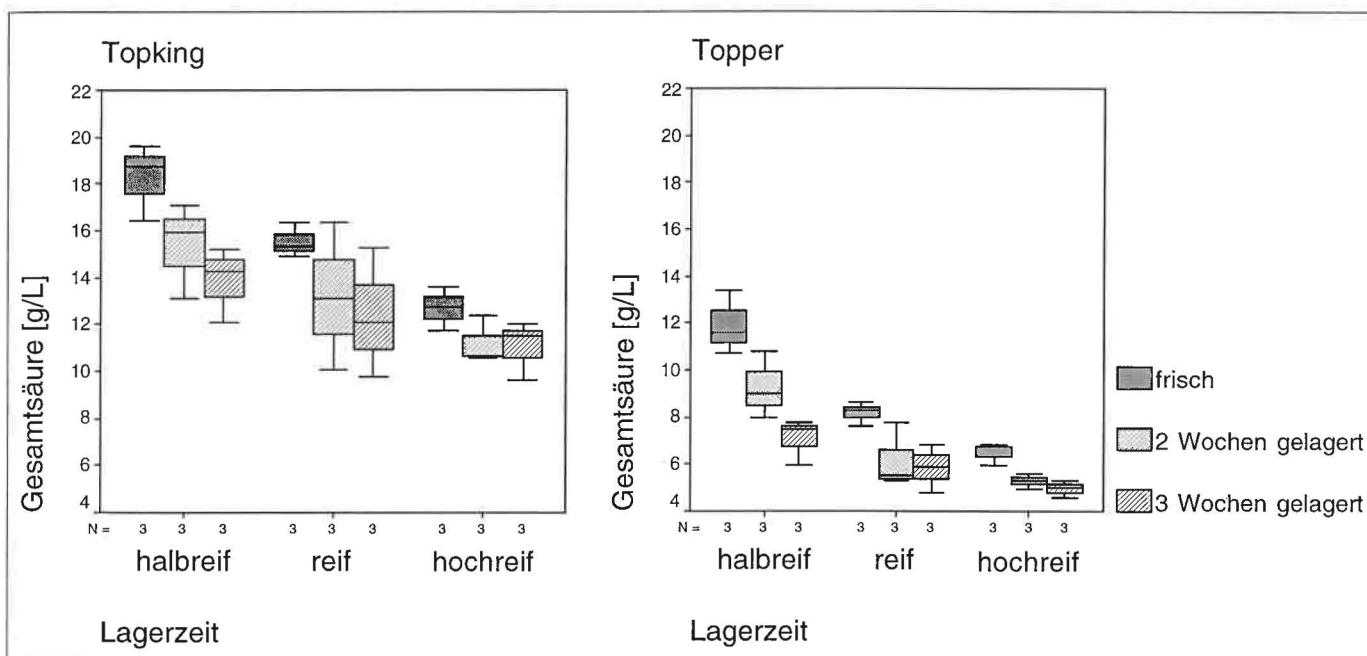 Topking
Gesamtsäure [g/L]
22
20
18
16
14
12
10
8
6
4
N = 3 3 3 3 3 3 3 3 3
halbreif reif hochreif
Lagerzeit
Topper
Gesamtsäure [g/L]
22
20
18
16
14
12
10
8
6
4
3 3 3 3 3 3 3 3 3
halbreif reif hochreif
Lagerzeit
frisch
2 Wochen gelagert
3 Wochen gelagert